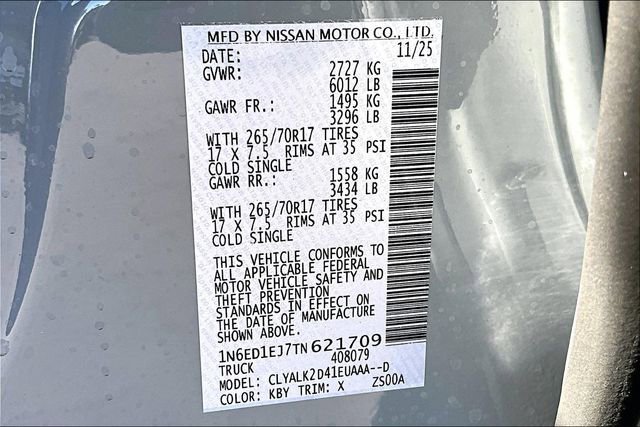 MFD BY NISSAN MOTOR CO., LTD.
DATE: 11/25
GVWR: 2727 KG
6012 LB
GAWR FR.: 1495 KG
3296 LB
WITH 265/70R17 TIRES
17 X 7.5 RIMS AT 35 PSI
COLD SINGLE
GAWR RR.: 1558 KG
3434 LB
WITH 265/70R17 TIRES
17 X 7.5 RIMS AT 35 PSI
COLD SINGLE
THIS VEHICLE CONFORMS TO
ALL APPLICABLE FEDERAL
MOTOR VEHICLE SAFETY AND
THEFT PREVENTION
STANDARDS IN EFFECT ON
THE DATE OF MANUFACTURE
SHOWN ABOVE.
1N6ED1EJ7TN621709
TRUCK 408079
MODEL: CLYALK2D41EUAAA--D
COLOR: KBY TRIM: X ZS00A